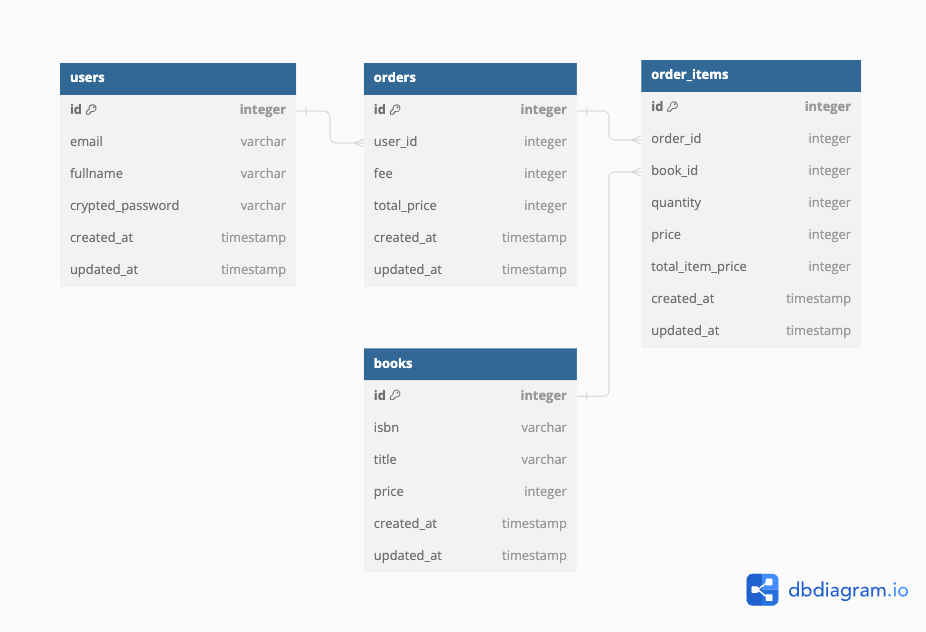 users
id integer
email varchar
fullname varchar
crypted_password varchar
created_at timestamp
updated_at timestamp
orders
id integer
user_id integer
fee integer
total_price integer
created_at timestamp
updated_at timestamp
order_items
id integer
order_id integer
book_id integer
quantity integer
price integer
total_item_price integer
created_at timestamp
updated_at timestamp
books
id integer
isbn varchar
title varchar
price integer
created_at timestamp
updated_at timestamp
dbdiagram.io